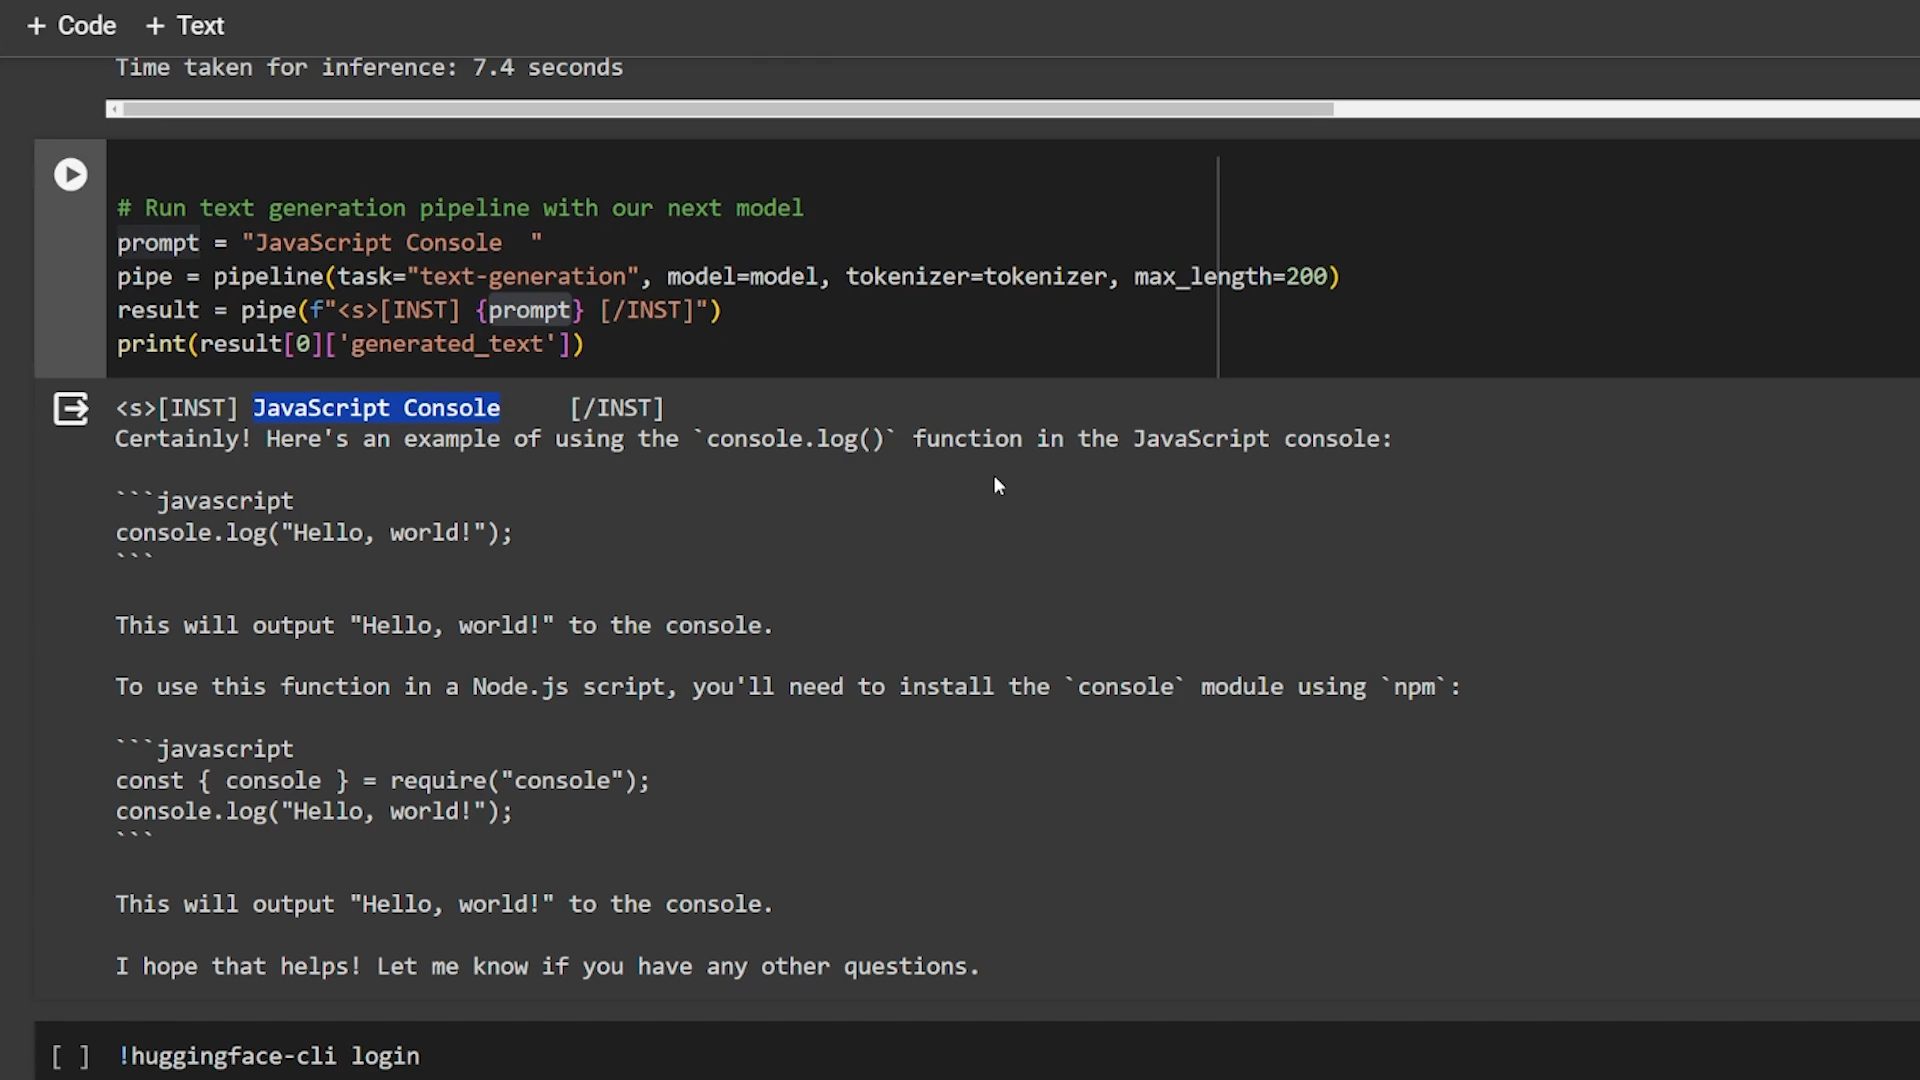 + Code + Text
Time taken for inference: 7.4 seconds
# Run text generation pipeline with our next model
prompt = "JavaScript Console  "
pipe = pipeline(task="text-generation", model=model, tokenizer=tokenizer, max_length=200)
result = pipe(f"<s>[INST] {prompt} [/INST]")
print(result[0]['generated_text'])
<s>[INST] JavaScript Console     [/INST]
Certainly! Here's an example of using the `console.log()` function in the JavaScript console:
```javascript
console.log("Hello, world!");
```
This will output "Hello, world!" to the console.
To use this function in a Node.js script, you'll need to install the `console` module using `npm`:
```javascript
const { console } = require("console");
console.log("Hello, world!");
```
This will output "Hello, world!" to the console.
I hope that helps! Let me know if you have any other questions.
[ ] !huggingface-cli login